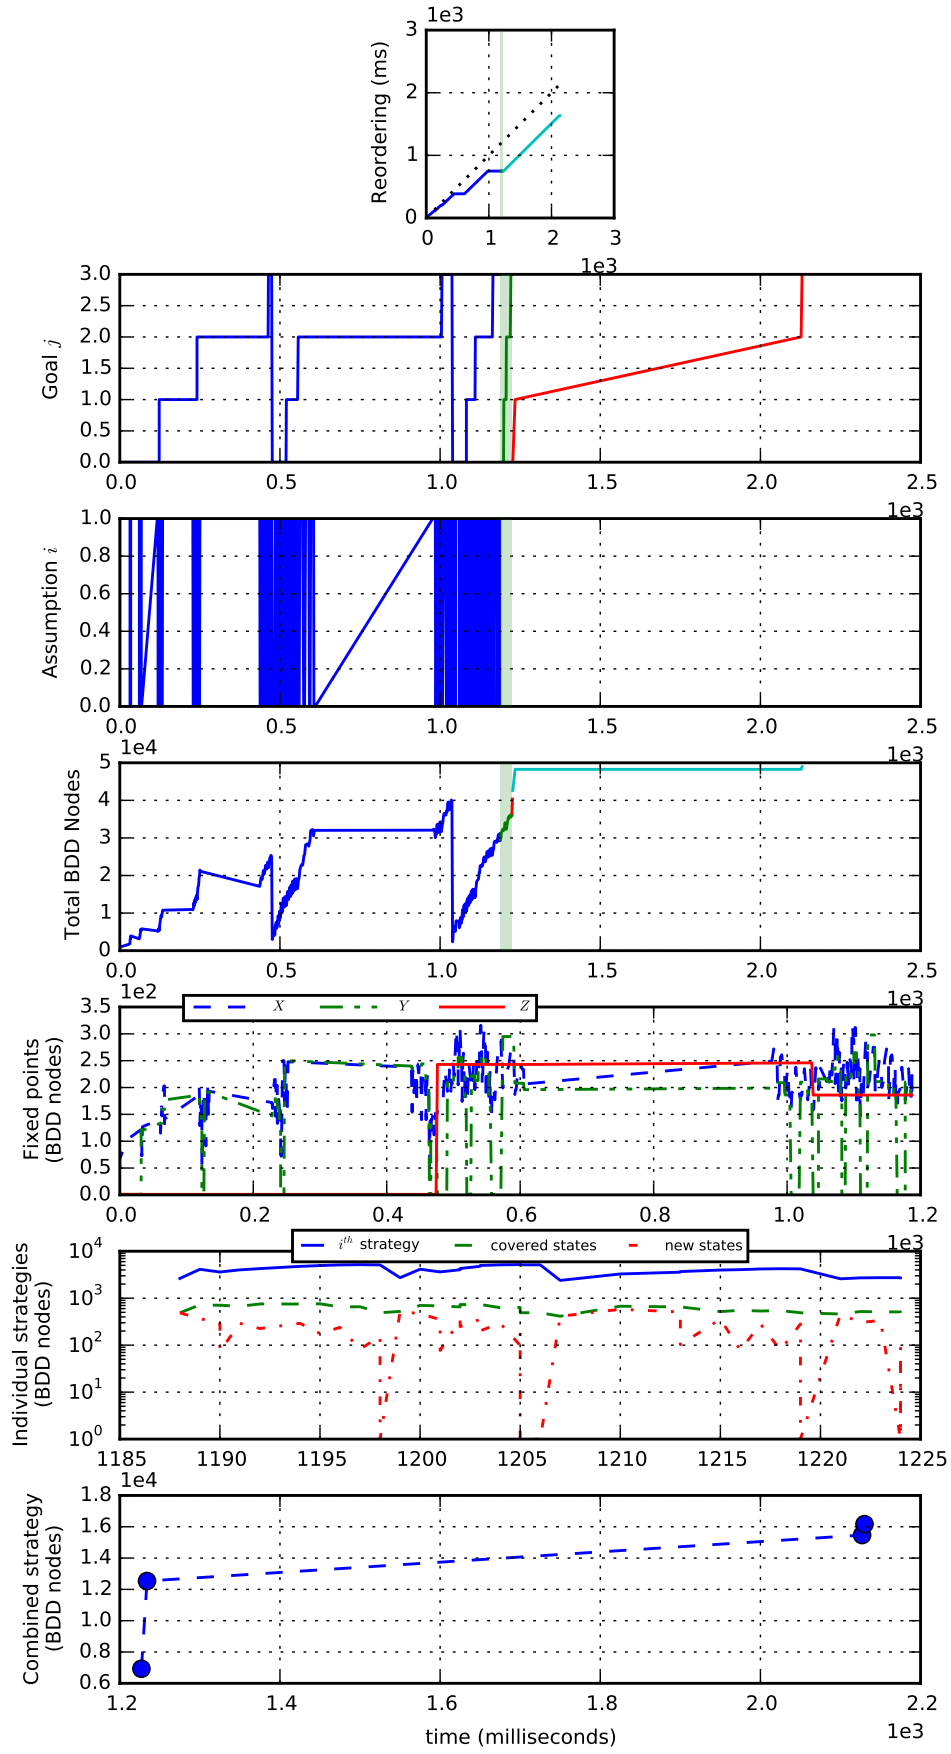 1e3
3
2
1
0
Reordering (ms)
0 1 2 3
1e3
3.0
2.5
2.0
1.5
1.0
0.5
0.0
Goal j
0.0 0.5 1.0 1.5 2.0 2.5
1e3
1.0
0.8
0.6
0.4
0.2
0.0
Assumption i
0.0 0.5 1.0 1.5 2.0 2.5
1e3
1e4
5
4
3
2
1
0
Total BDD Nodes
0.0 0.5 1.0 1.5 2.0 2.5
1e3
1e2
X Y Z
3.5
3.0
2.5
2.0
1.5
1.0
0.5
0.0
Fixed points
(BDD nodes)
0.0 0.2 0.4 0.6 0.8 1.0 1.2
1e3
i^th strategy covered states new states
10^4
10^3
10^2
10^1
10^0
Individual strategies
(BDD nodes)
1185 1190 1195 1200 1205 1210 1215 1220 1225
1e4
1.8
1.6
1.4
1.2
1.0
0.8
0.6
Combined strategy
(BDD nodes)
1.2 1.4 1.6 1.8 2.0 2.2
time (milliseconds)
1e3